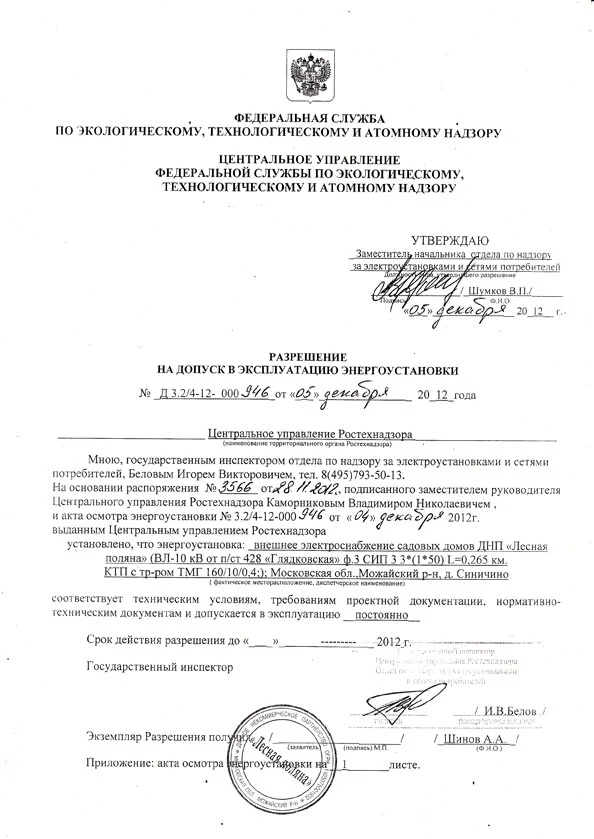 ФЕДЕРАЛЬНАЯ СЛУЖБА
ПО ЭКОЛОГИЧЕСКОМУ, ТЕХНОЛОГИЧЕСКОМУ И АТОМНОМУ НАДЗОРУ
ЦЕНТРАЛЬНОЕ УПРАВЛЕНИЕ
ФЕДЕРАЛЬНОЙ СЛУЖБЫ ПО ЭКОЛОГИЧЕСКОМУ,
ТЕХНОЛОГИЧЕСКОМУ И АТОМНОМУ НАДЗОРУ
УТВЕРЖДАЮ
Заместитель начальника отдела по надзору
за электроустановками и сетями потребителей
Должность лица, утвердившего разрешение
/ Шумков В.П./
Подпись Ф.И.О.
«05» декабря 20 12 г.
РАЗРЕШЕНИЕ
НА ДОПУСК В ЭКСПЛУАТАЦИЮ ЭНЕРГОУСТАНОВКИ
№ Д 3.2/4-12- 000 946 от «05» декабря 20 12 года
Центральное управление Ростехнадзора
(наименование территориального органа Ростехнадзора)
Мною, государственным инспектором отдела по надзору за электроустановками и сетями
потребителей, Беловым Игорем Викторовичем, тел. 8(495)793-50-13.
На основании распоряжения № 3566 от 28.11.2012, подписанного заместителем руководителя
Центрального управления Ростехнадзора Каморниковым Владимиром Николаевичем ,
и акта осмотра энергоустановки № 3.2/4-12-000 946 от «04» декабря 2012г.
выданным Центральным управлением Ростехнадзора
установлено, что энергоустановка: внешнее электроснабжение садовых домов ДНП «Лесная
поляна» (ВЛ-10 кВ от п/ст 428 «Глядковская» ф.3 СИП 3 3*(1*50) L=0,265 км.
КТП с тр-ром ТМГ 160/10/0,4;); Московская обл.,Можайский р-н, д. Синичино
( фактическое месторасположение, диспетчерское наименование)
соответствует техническим условиям, требованиям проектной документации, нормативно-
техническим документам и допускается в эксплуатацию постоянно
Срок действия разрешения до « » --------- 2012 г.
Центрального управления Ростехнадзора
Государственный инспектор
/ И.В.Белов /
подпись
Экземпляр Разрешения получил / / / Шинов А.А. /
(заявитель) (подпись) М.П. (Ф.И.О.)
Приложение: акта осмотра энергоустановки на 1 листе.
НЕКОММЕРЧЕСКОЕ ПАРТНЕРСТВО
«Лесная поляна»
МОЖАЙСКИЙ Р-Н